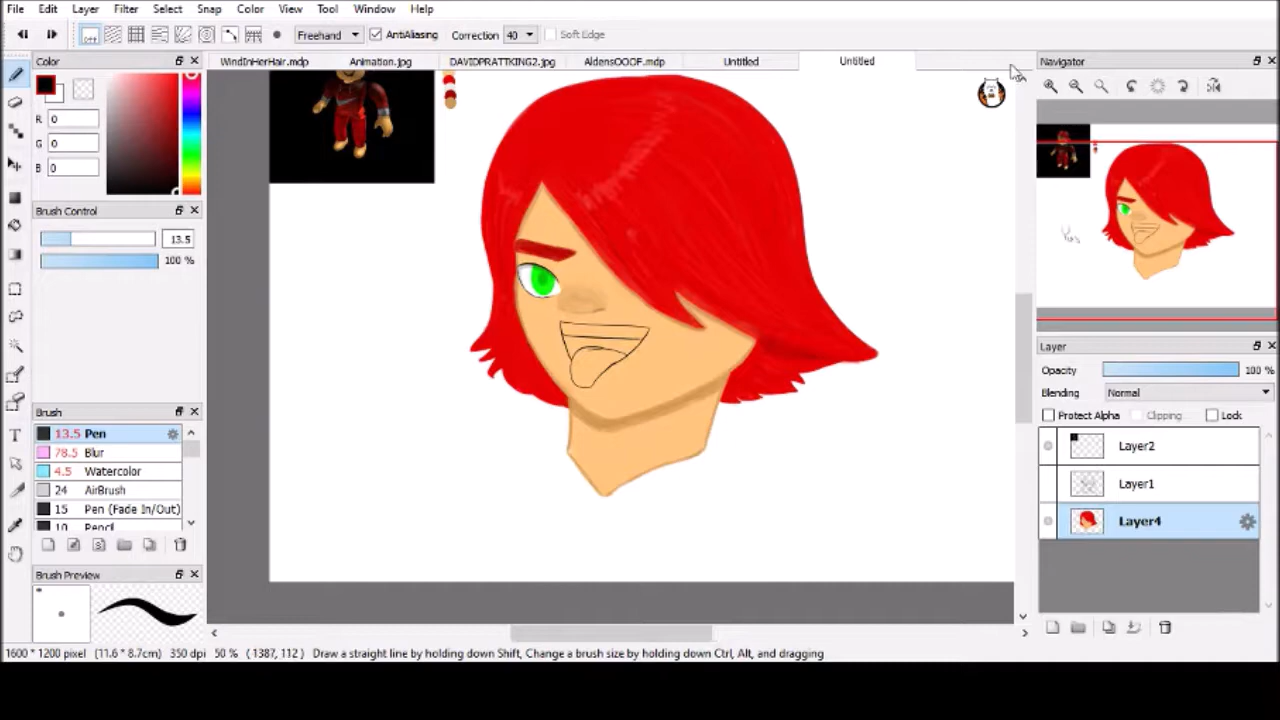 File Edit Layer Filter Select Snap Color View Tool Window Help
Freehand AntiAliasing Correction 40 Soft Edge
Color WindInHerHair.mdp Animation.jpg DAVIDPRATTKING2.jpg AldensOOOF.mdp Untitled Untitled Navigator
R 0
G 0
B 0
Brush Control
13.5
100 %
Layer
Opacity 100 %
Blending Normal
Protect Alpha Clipping Lock
Brush
13.5 Pen
78.5 Blur
4.5 Watercolor
24 AirBrush
15 Pen (Fade In/Out)
10 Pencil
Layer2
Layer1
Layer4
Brush Preview
1600 * 1200 pixel (11.6 * 8.7cm) 350 dpi 50 % ( 1387, 112 ) Draw a straight line by holding down Shift, Change a brush size by holding down Ctrl, Alt, and dragging